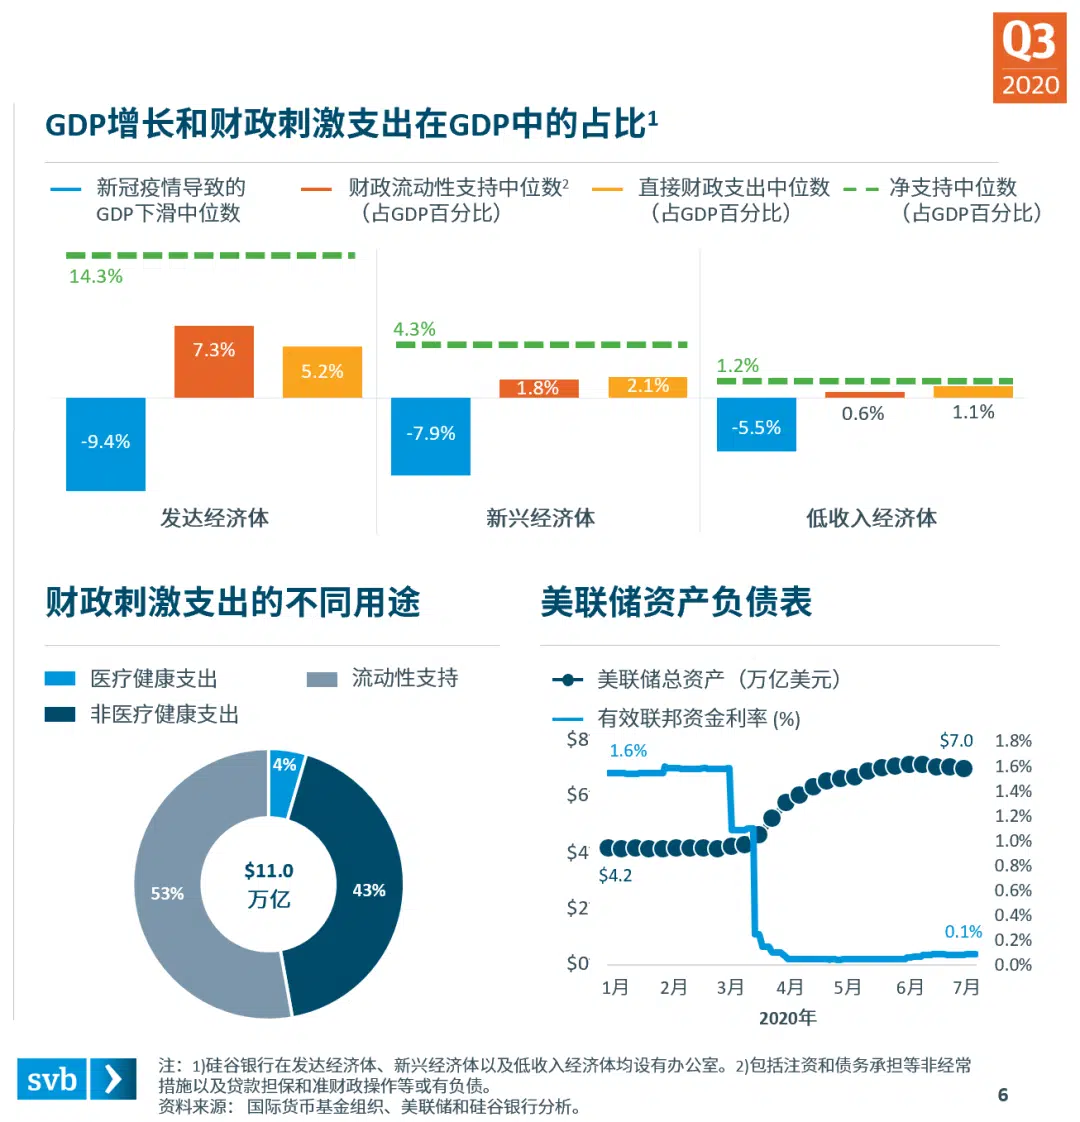 Q3
2020
GDP增长和财政刺激支出在GDP中的占比1
新冠疫情导致的
GDP下滑中位数
财政流动性支持中位数2
（占GDP百分比）
直接财政支出中位数
（占GDP百分比）
净支持中位数
（占GDP百分比）
14.3%
7.3%
5.2%
-9.4%
发达经济体
4.3%
1.8%
2.1%
-7.9%
新兴经济体
1.2%
-5.5%
0.6%
1.1%
低收入经济体
财政刺激支出的不同用途
医疗健康支出
流动性支持
非医疗健康支出
4%
53%
43%
$11.0
万亿
美联储资产负债表
美联储总资产（万亿美元）
有效联邦资金利率 (%)
$8
$6
$4
$2
$0
1.6%
$4.2
$7.0
0.1%
1.8%
1.6%
1.4%
1.2%
1.0%
0.8%
0.6%
0.4%
0.2%
0.0%
1月 2月 3月 4月 5月 6月 7月
2020年
svb
注：1)硅谷银行在发达经济体、新兴经济体以及低收入经济体均设有办公室。2)包括注资和债务承担等非经常
措施以及贷款担保和准财政操作等或有负债。
资料来源： 国际货币基金组织、美联储和硅谷银行分析。
6